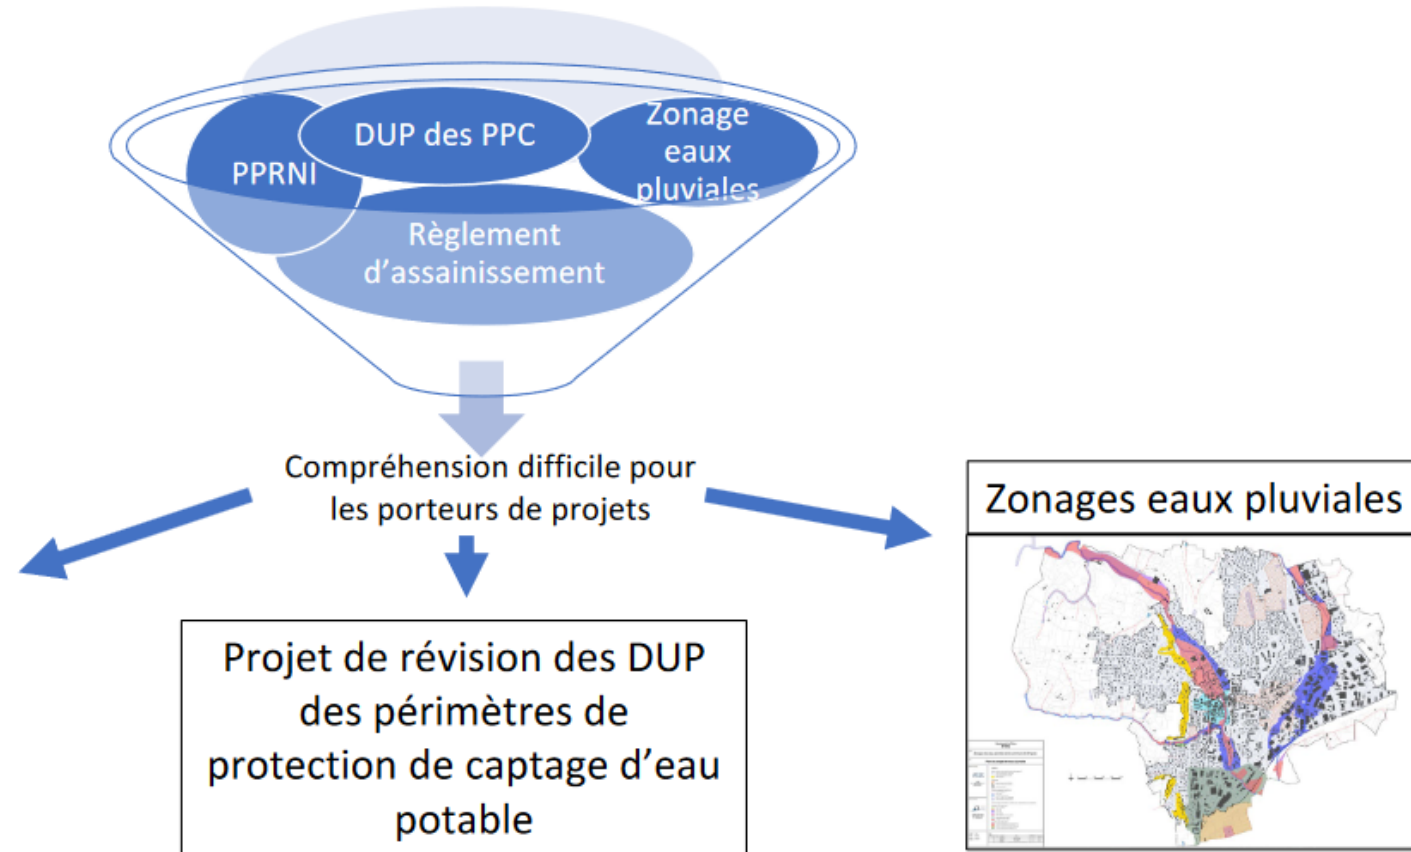 DUP des PPC
Zonage
eaux
pluviales
PPRNI
Règlement
d’assainissement
Compréhension difficile pour
les porteurs de projets
Zonages eaux pluviales
Projet de révision des DUP
des périmètres de
protection de captage d’eau
potable